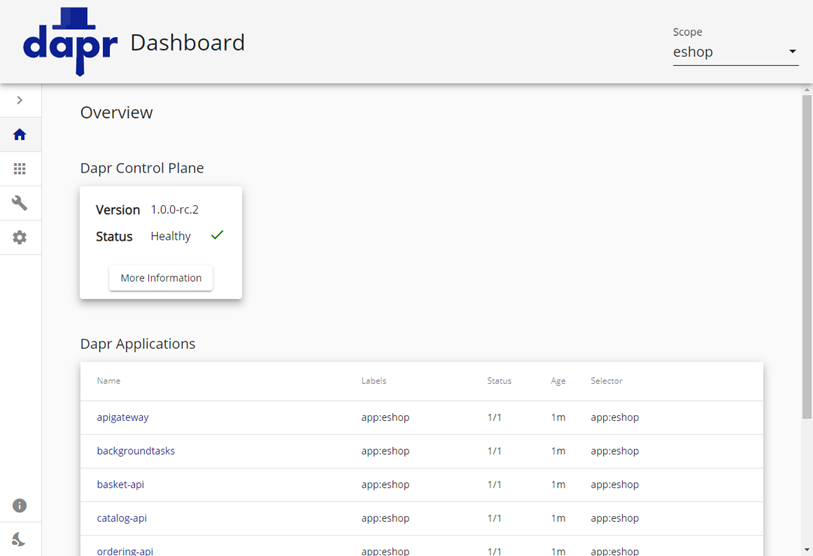 dapr Dashboard
Scope
eshop
Overview
Dapr Control Plane
Version 1.0.0-rc.2
Status Healthy
More Information
Dapr Applications
Name Labels Status Age Selector
apigateway app:eshop 1/1 1m app:eshop
backgroundtasks app:eshop 1/1 1m app:eshop
basket-api app:eshop 1/1 1m app:eshop
catalog-api app:eshop 1/1 1m app:eshop
ordering-api app:eshop 1/1 1m app:eshop